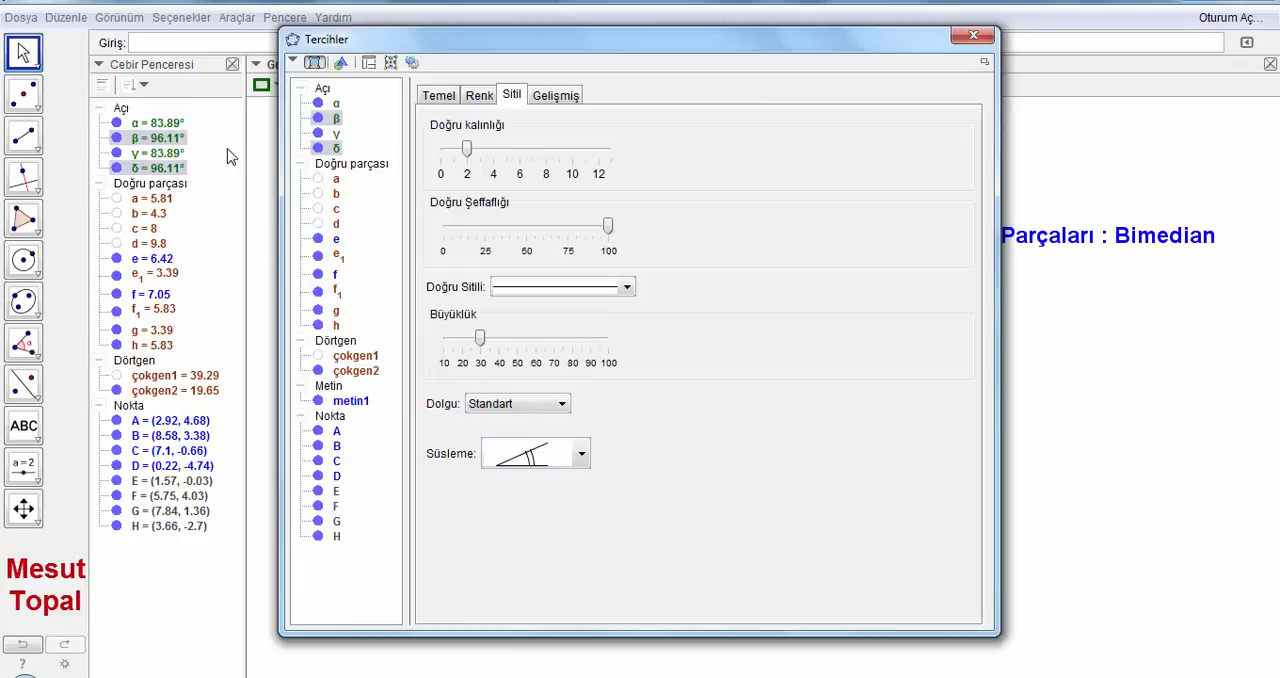 Dosya Düzenle Görünüm Seçenekler Araçlar Pencere Yardım Oturum Aç...
Giriş:
Cebir Penceresi
Açı
α = 83.89°
β = 96.11°
γ = 83.89°
δ = 96.11°
Doğru parçası
a = 5.81
b = 4.3
c = 8
d = 9.8
e = 6.42
e1 = 3.39
f = 7.05
f1 = 5.83
g = 3.39
h = 5.83
Dörtgen
çokgen1 = 39.29
çokgen2 = 19.65
Nokta
A = (2.92, 4.68)
B = (8.58, 3.38)
C = (7.1, -0.66)
D = (0.22, -4.74)
E = (1.57, -0.03)
F = (5.75, 4.03)
G = (7.84, 1.36)
H = (3.66, -2.7)
ABC
a=2
Mesut
Topal
?
Tercihler
Açı
α
β
γ
δ
Doğru parçası
a
b
c
d
e
e1
f
f1
g
h
Dörtgen
çokgen1
çokgen2
Metin
metin1
Nokta
A
B
C
D
E
F
G
H
Temel Renk Sitil Gelişmiş
Doğru kalınlığı
0 2 4 6 8 10 12
Doğru Şeffaflığı
0 25 50 75 100
Doğru Sitili:
Büyüklük
10 20 30 40 50 60 70 80 90 100
Dolgu: Standart
Süsleme:
Parçaları : Bimedian